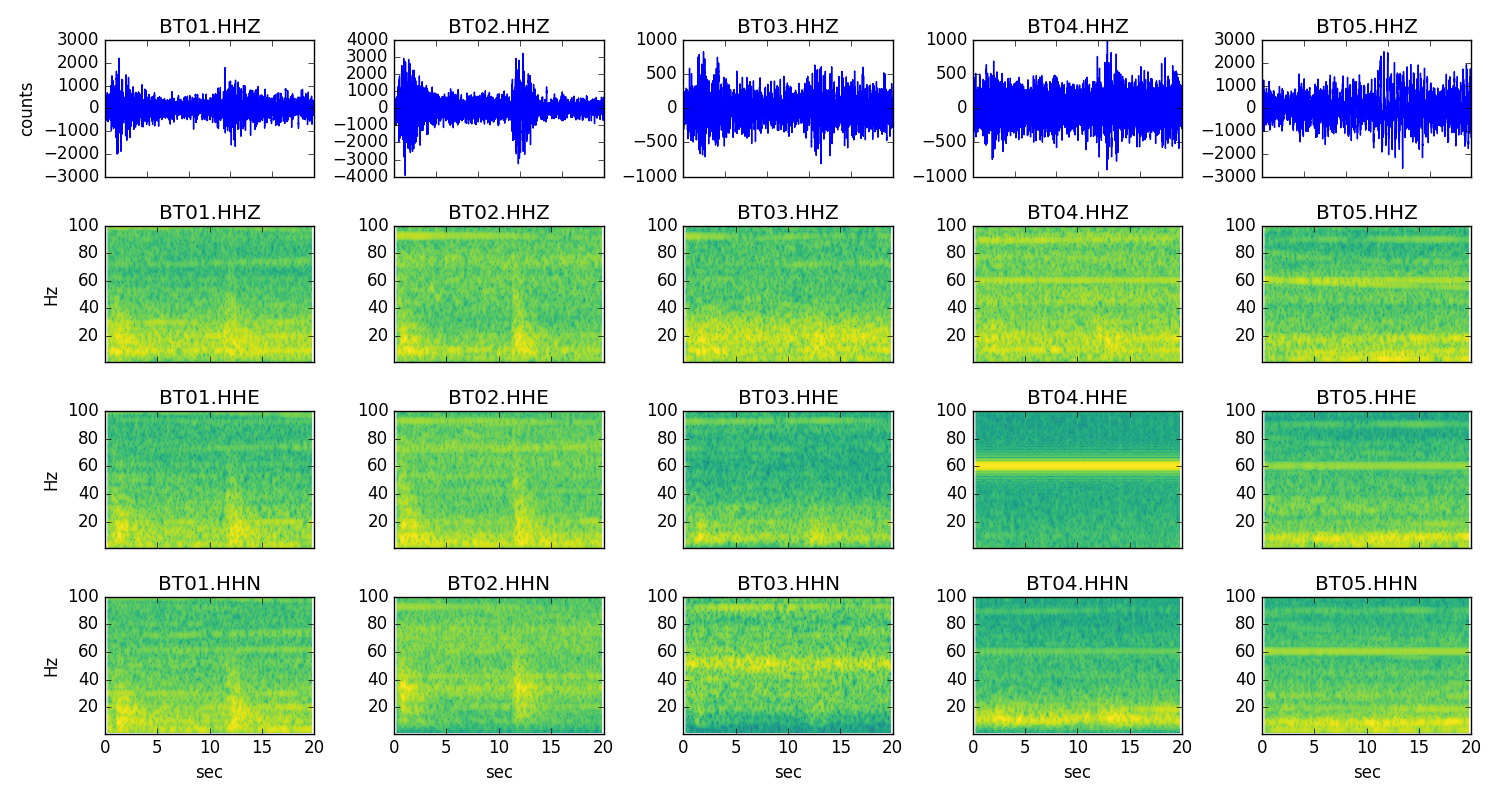 BT01.HHZ BT02.HHZ BT03.HHZ BT04.HHZ BT05.HHZ
counts
3000 2000 1000 0 −1000 −2000 −3000
4000 3000 2000 1000 0 −1000 −2000 −3000 −4000
1000 500 0 −500 −1000
1000 500 0 −500 −1000
3000 2000 1000 0 −1000 −2000 −3000
BT01.HHZ BT02.HHZ BT03.HHZ BT04.HHZ BT05.HHZ
Hz
100 80 60 40 20
100 80 60 40 20
100 80 60 40 20
100 80 60 40 20
100 80 60 40 20
BT01.HHE BT02.HHE BT03.HHE BT04.HHE BT05.HHE
Hz
100 80 60 40 20
100 80 60 40 20
100 80 60 40 20
100 80 60 40 20
100 80 60 40 20
BT01.HHN BT02.HHN BT03.HHN BT04.HHN BT05.HHN
Hz
100 80 60 40 20
100 80 60 40 20
100 80 60 40 20
100 80 60 40 20
100 80 60 40 20
0 5 10 15 20 0 5 10 15 20 0 5 10 15 20 0 5 10 15 20 0 5 10 15 20
sec sec sec sec sec